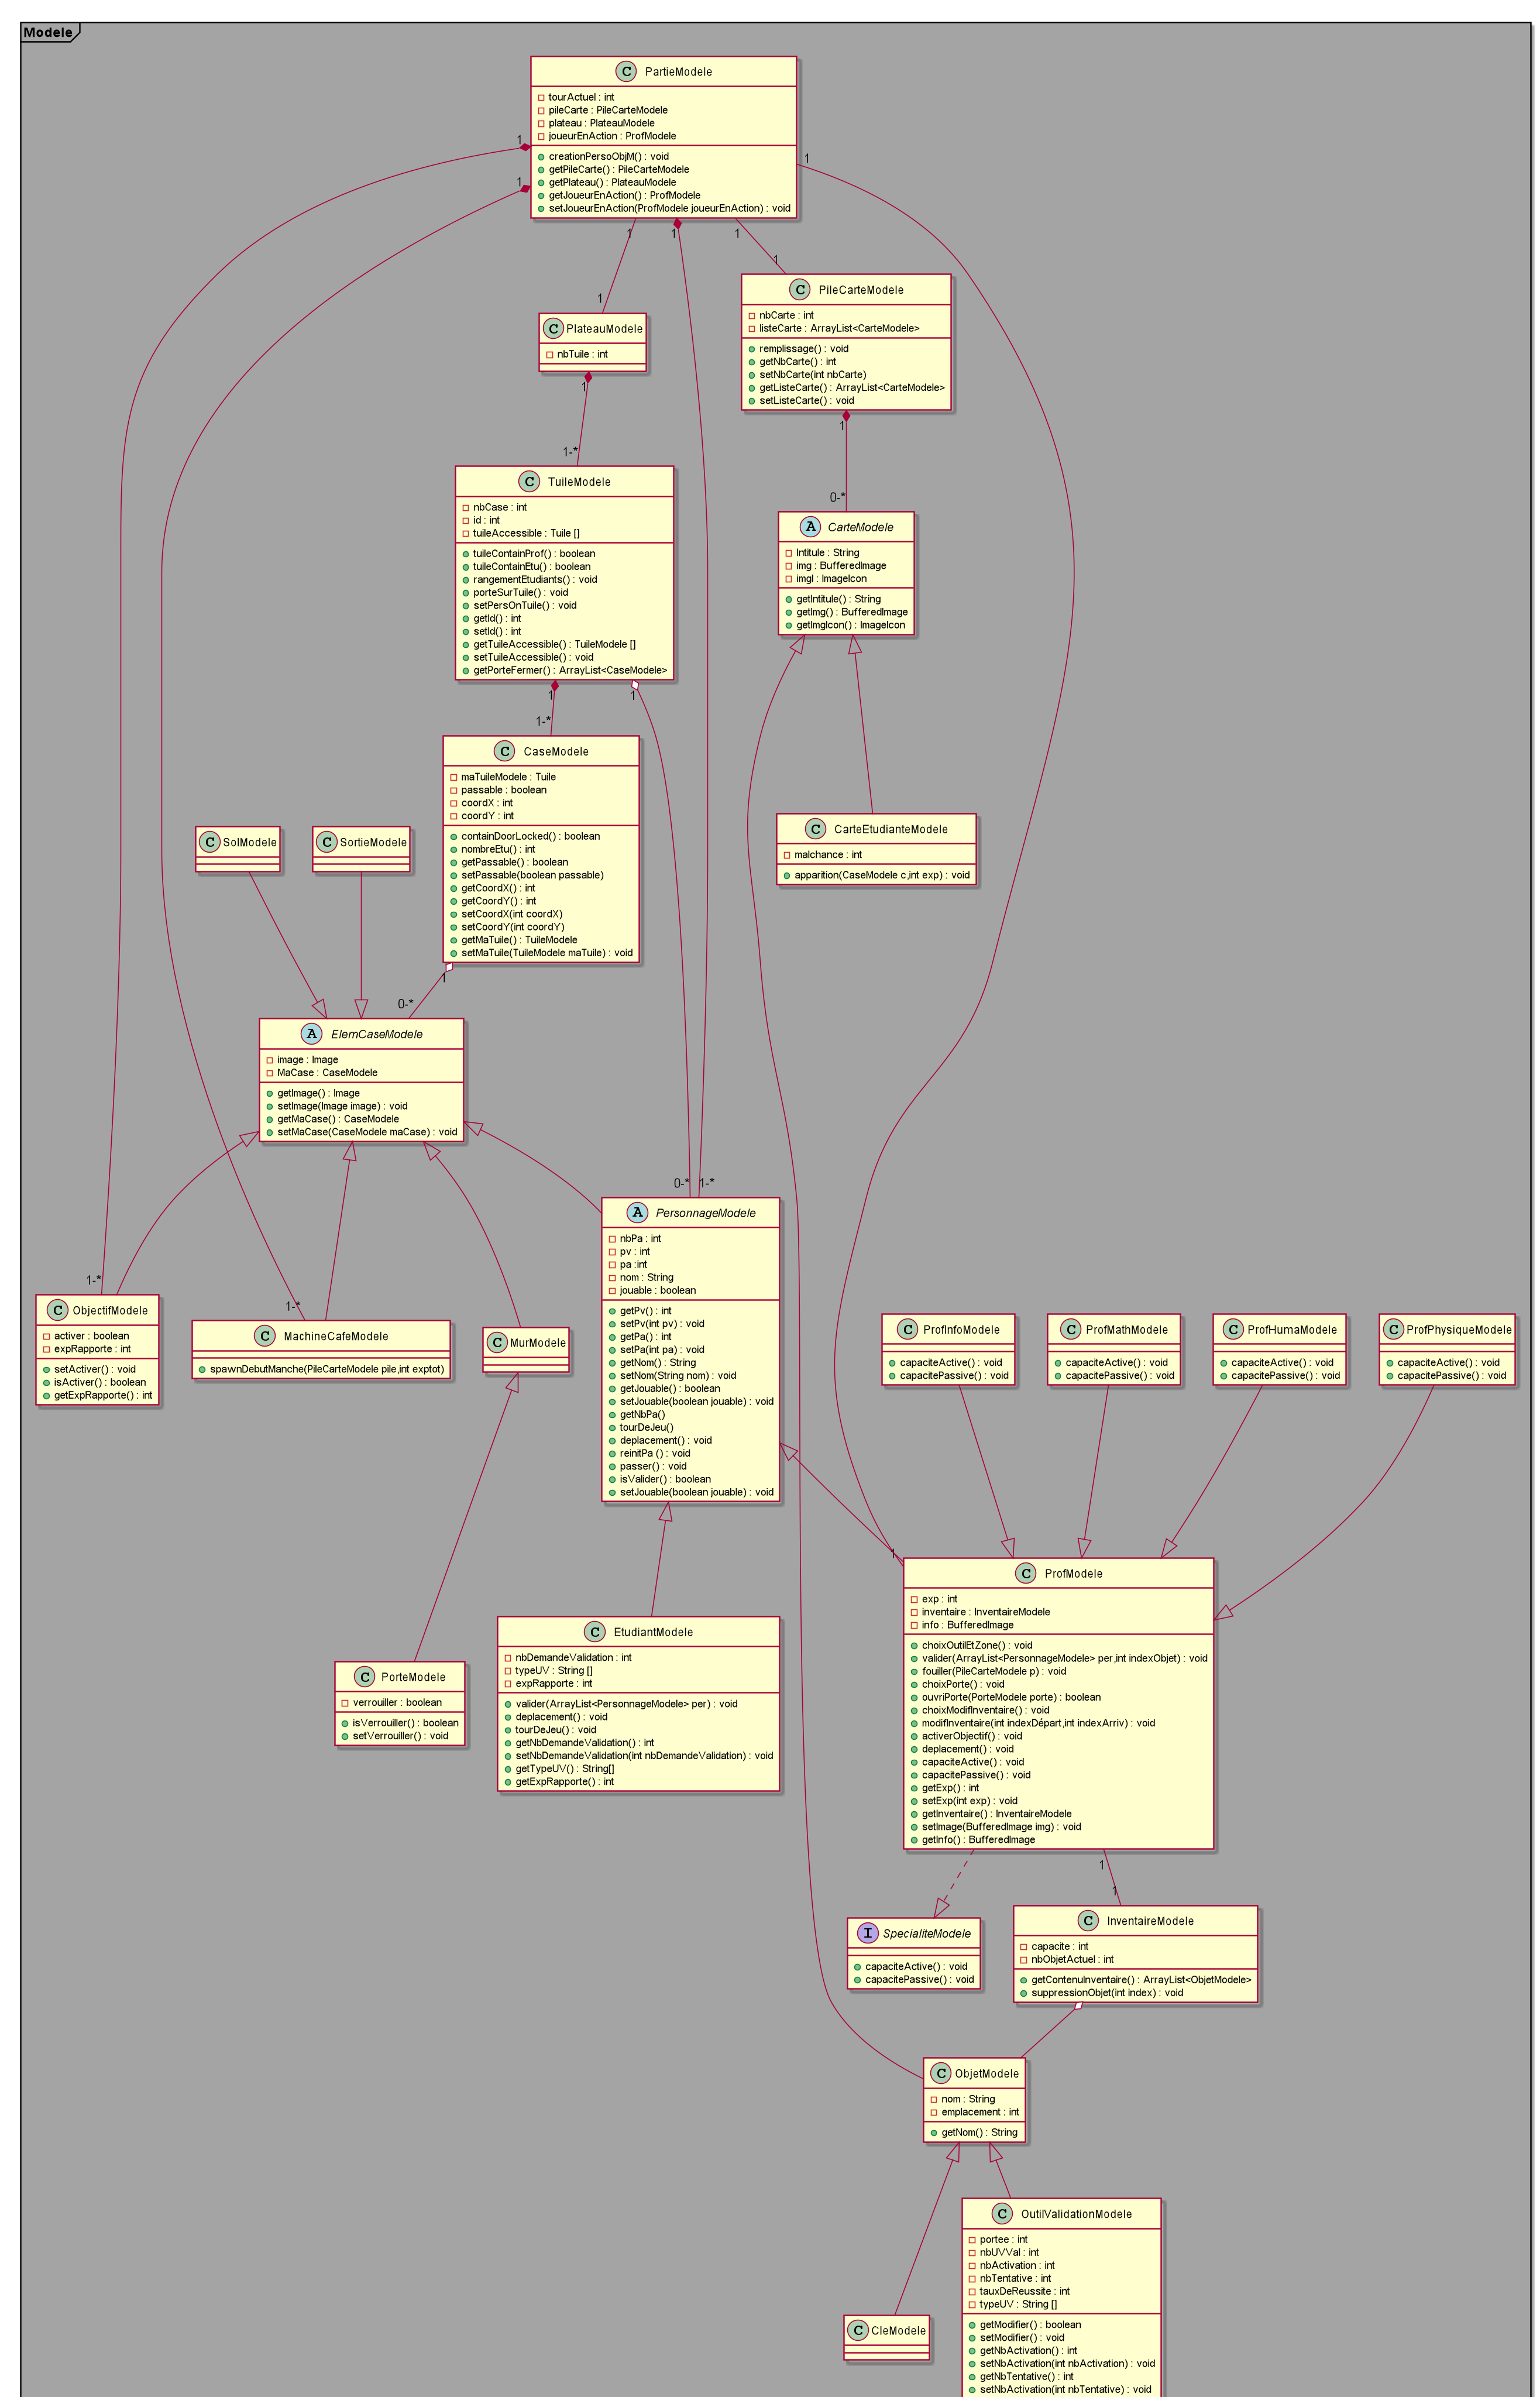 Modele
C PartieModele
tourActuel : int
pileCarte : PileCarteModele
plateau : PlateauModele
joueurEnAction : ProfModele
creationPersoObjM() : void
getPileCarte() : PileCarteModele
getPlateau() : PlateauModele
getJoueurEnAction() : ProfModele
setJoueurEnAction(ProfModele joueurEnAction) : void
1
1
1
1
1
1
1
1
C PileCarteModele
nbCarte : int
listeCarte : ArrayList<CarteModele>
remplissage() : void
getNbCarte() : int
setNbCarte(int nbCarte)
getListeCarte() : ArrayList<CarteModele>
setListeCarte() : void
C PlateauModele
nbTuile : int
1
1-*
1
0-*
C TuileModele
nbCase : int
id : int
tuileAccessible : Tuile []
tuileContainProf() : boolean
tuileContainEtu() : boolean
rangementEtudiants() : void
porteSurTuile() : void
setPersOnTuile() : void
getId() : int
setId() : int
getTuileAccessible() : TuileModele []
setTuileAccessible() : void
getPorteFermer() : ArrayList<CaseModele>
A CarteModele
Intitule : String
img : BufferedImage
imgI : ImageIcon
getIntitule() : String
getImg() : BufferedImage
getImgIcon() : ImageIcon
1
1
1-*
C CaseModele
maTuileModele : Tuile
passable : boolean
coordX : int
coordY : int
containDoorLocked() : boolean
nombreEtu() : int
getPassable() : boolean
setPassable(boolean passable)
getCoordX() : int
getCoordY() : int
setCoordX(int coordX)
setCoordY(int coordY)
getMaTuile() : TuileModele
setMaTuile(TuileModele maTuile) : void
C SolModele
C SortieModele
C CarteEtudianteModele
malchance : int
apparition(CaseModele c,int exp) : void
1
0-*
A ElemCaseModele
image : Image
MaCase : CaseModele
getImage() : Image
setImage(Image image) : void
getMaCase() : CaseModele
setMaCase(CaseModele maCase) : void
0-*
1-*
A PersonnageModele
nbPa : int
pv : int
pa :int
nom : String
jouable : boolean
getPv() : int
setPv(int pv) : void
getPa() : int
setPa(int pa) : void
getNom() : String
setNom(String nom) : void
getJouable() : boolean
setJouable(boolean jouable) : void
getNbPa()
tourDeJeu()
deplacement() : void
reinitPa () : void
passer() : void
isValider() : boolean
setJouable(boolean jouable) : void
1-*
C ObjectifModele
activer : boolean
expRapporte : int
setActiver() : void
isActiver() : boolean
getExpRapporte() : int
1-*
C MachineCafeModele
spawnDebutManche(PileCarteModele pile,int exptot)
C MurModele
C ProfInfoModele
capaciteActive() : void
capacitePassive() : void
C ProfMathModele
capaciteActive() : void
capacitePassive() : void
C ProfHumaModele
capaciteActive() : void
capacitePassive() : void
C ProfPhysiqueModele
capaciteActive() : void
capacitePassive() : void
1
C ProfModele
exp : int
inventaire : InventaireModele
info : BufferedImage
choixOutilEtZone() : void
valider(ArrayList<PersonnageModele> per,int indexObjet) : void
fouiller(PileCarteModele p) : void
choixPorte() : void
ouvriPorte(PorteModele porte) : boolean
choixModifInventaire() : void
modifInventaire(int indexDépart,int indexArriv) : void
activerObjectif() : void
deplacement() : void
capaciteActive() : void
capacitePassive() : void
getExp() : int
setExp(int exp) : void
getInventaire() : InventaireModele
setImage(BufferedImage img) : void
getInfo() : BufferedImage
C EtudiantModele
nbDemandeValidation : int
typeUV : String []
expRapporte : int
valider(ArrayList<PersonnageModele> per) : void
deplacement() : void
tourDeJeu() : void
getNbDemandeValidation() : int
setNbDemandeValidation(int nbDemandeValidation) : void
getTypeUV() : String[]
getExpRapporte() : int
C PorteModele
verrouiller : boolean
isVerrouiller() : boolean
setVerrouiller() : void
1
1
I SpecialiteModele
capaciteActive() : void
capacitePassive() : void
C InventaireModele
capacite : int
nbObjetActuel : int
getContenuInventaire() : ArrayList<ObjetModele>
suppressionObjet(int index) : void
C ObjetModele
nom : String
emplacement : int
getNom() : String
C CleModele
C OutilValidationModele
portee : int
nbUVVal : int
nbActivation : int
nbTentative : int
tauxDeReussite : int
typeUV : String []
getModifier() : boolean
setModifier() : void
getNbActivation() : int
setNbActivation(int nbActivation) : void
getNbTentative() : int
setNbActivation(int nbTentative) : void